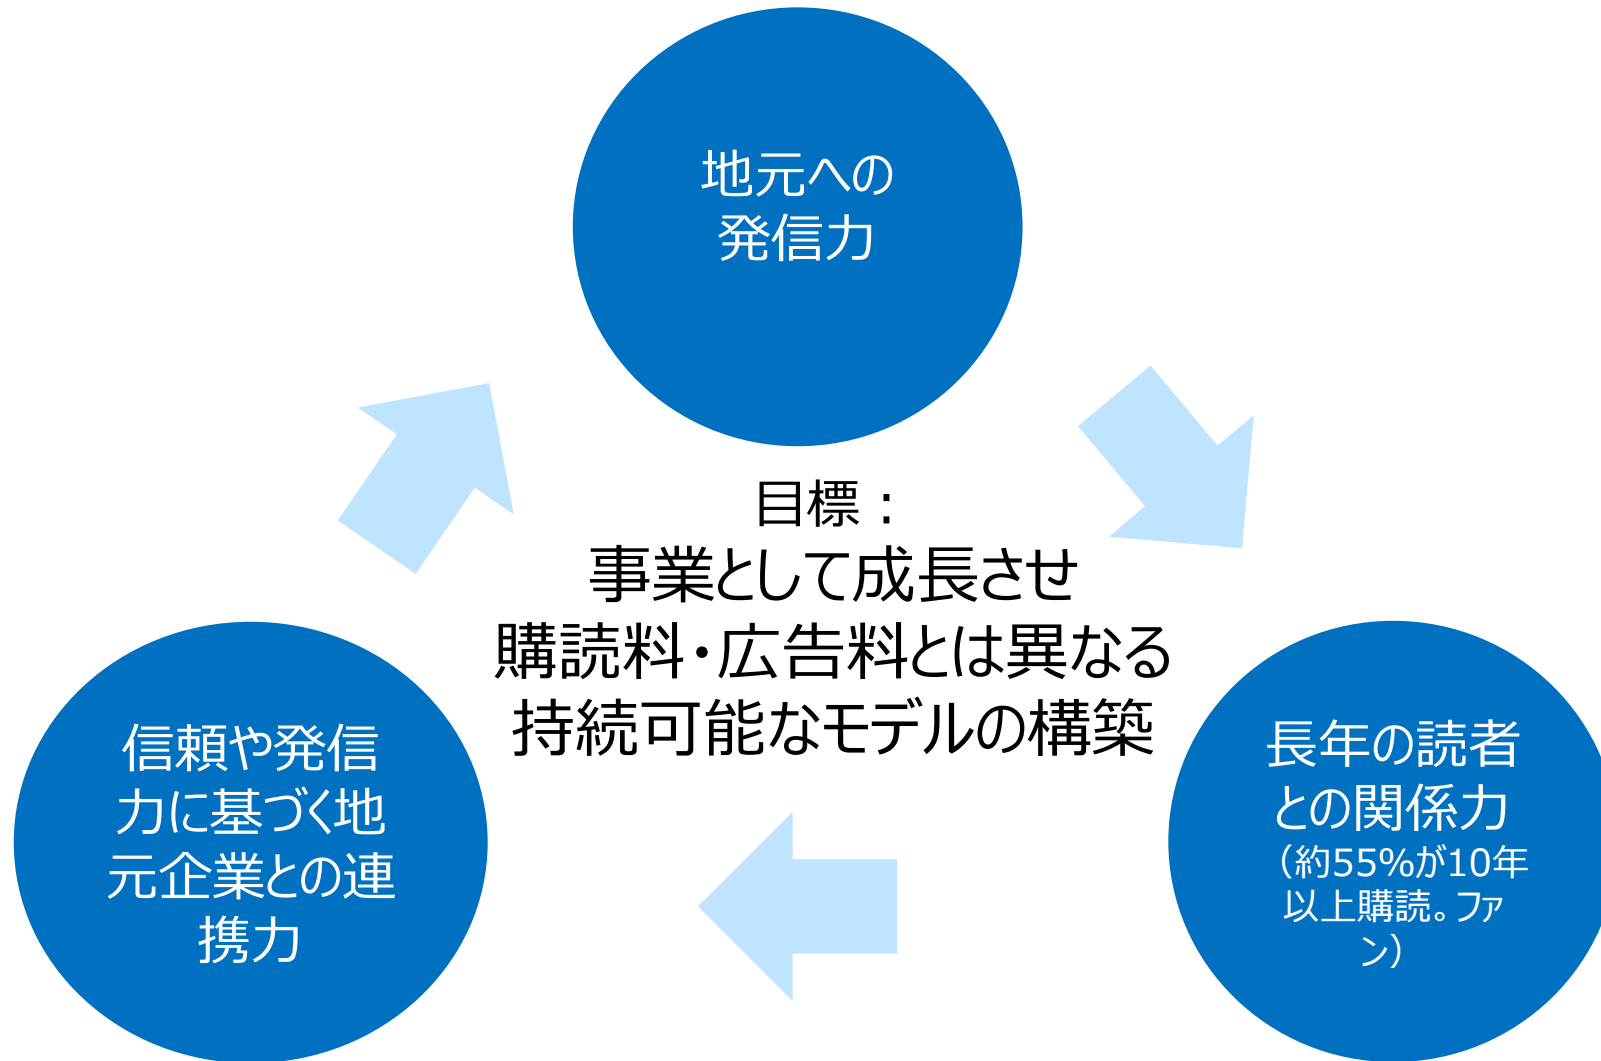 地元への
発信力
目標：
事業として成長させ
購読料・広告料とは異なる
持続可能なモデルの構築
信頼や発信
力に基づく地
元企業との連
携力
長年の読者
との関係力
（約55%が10年
以上購読。ファ
ン）